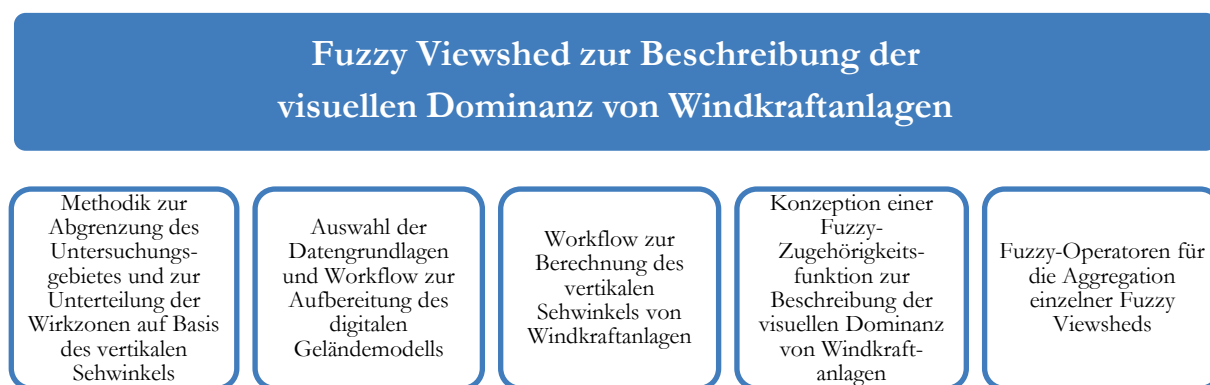 Fuzzy Viewshed zur Beschreibung der
visuellen Dominanz von Windkraftanlagen
Methodik zur
Abgrenzung des
Untersuchungs-
gebietes und zur
Unterteilung der
Wirkzonen auf Basis
des vertikalen
Sehwinkels
Auswahl der
Datengrundlagen
und Workflow zur
Aufbereitung des
digitalen
Geländemodells
Workflow zur
Berechnung des
vertikalen
Sehwinkels von
Windkraftanlagen
Konzeption einer
Fuzzy-
Zugehörigkeits-
funktion zur
Beschreibung der
visuellen Dominanz
von Windkraft-
anlagen
Fuzzy-Operatoren für
die Aggregation
einzelner Fuzzy
Viewsheds